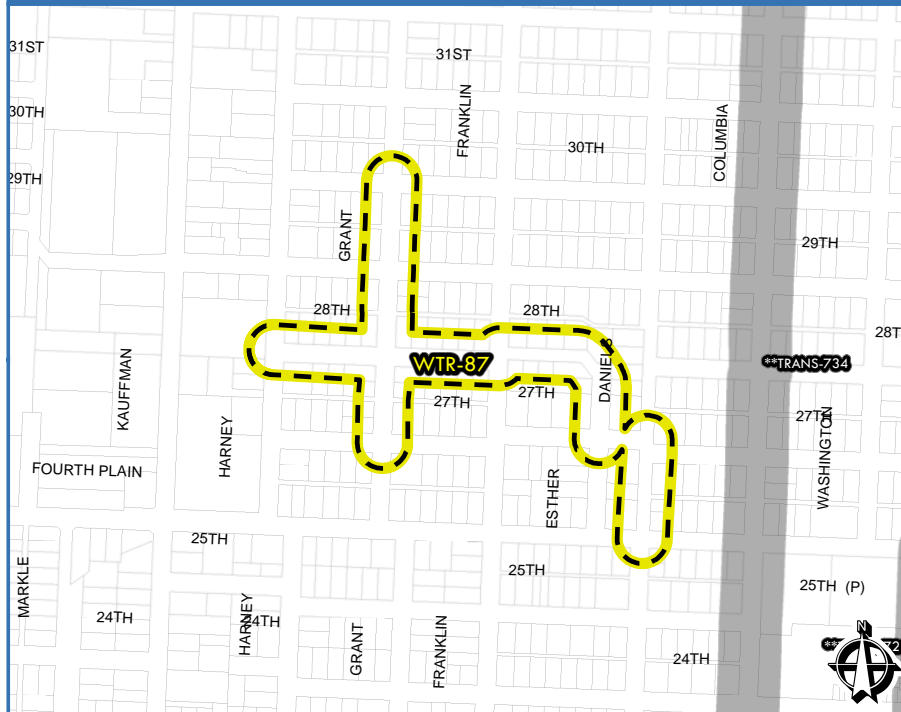 31ST
31ST
30TH
FRANKLIN
30TH
COLUMBIA
29TH
GRANT
29TH
28TH
28TH
28T
DANIELS
WTR-87
**TRANS-734
KAUFFMAN
27TH
27TH
27TH
HARNEY
WASHINGTON
FOURTH PLAIN
ESTHER
25TH
25TH
25TH (P)
MARKLE
24TH
HARNEY
24TH
GRANT
FRANKLIN
24TH
N